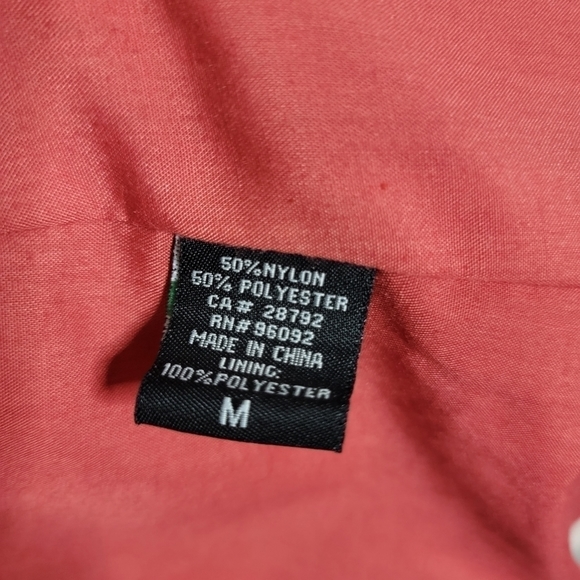 50%NYLON
50% POLYESTER
CA# 28792
RN#96092
MADE IN CHINA
LINING:
100%POLYESTER
M